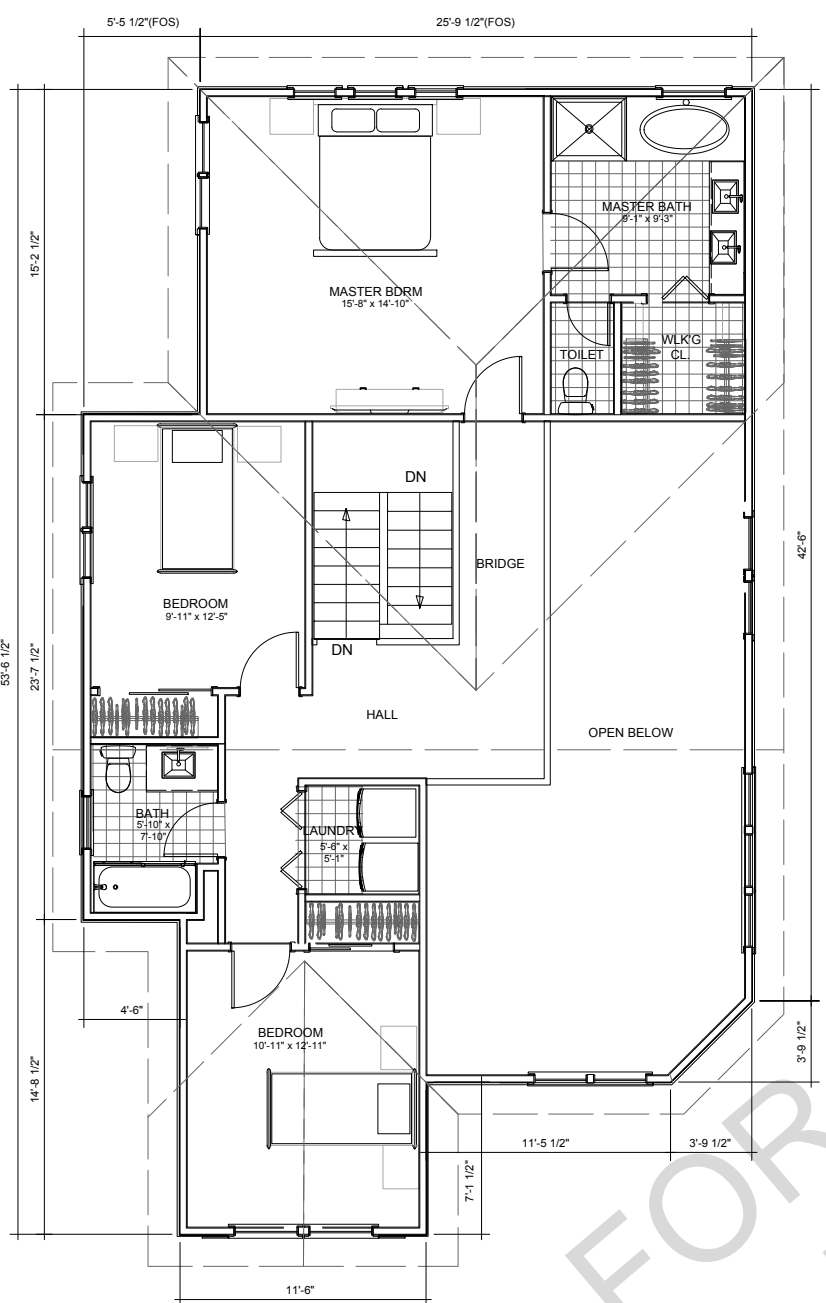 5'-5 1/2"(FOS)
25'-9 1/2"(FOS)
15'-2 1/2"
MASTER BATH
9'-1" x 9'-3"
MASTER BDRM
15'-8" x 14'-10"
TOILET
WLK'G
CL.
DN
BRIDGE
42'-6"
BEDROOM
9'-11" x 12'-5"
DN
53'-6 1/2"
23'-7 1/2"
HALL
OPEN BELOW
BATH
5'-10" x
7'-10"
LAUNDRY
5'-6" x
5'-1"
4'-6"
BEDROOM
10'-11" x 12'-11"
3'-9 1/2"
14'-8 1/2"
11'-5 1/2"
3'-9 1/2"
7'-1 1/2"
11'-6"
FOR